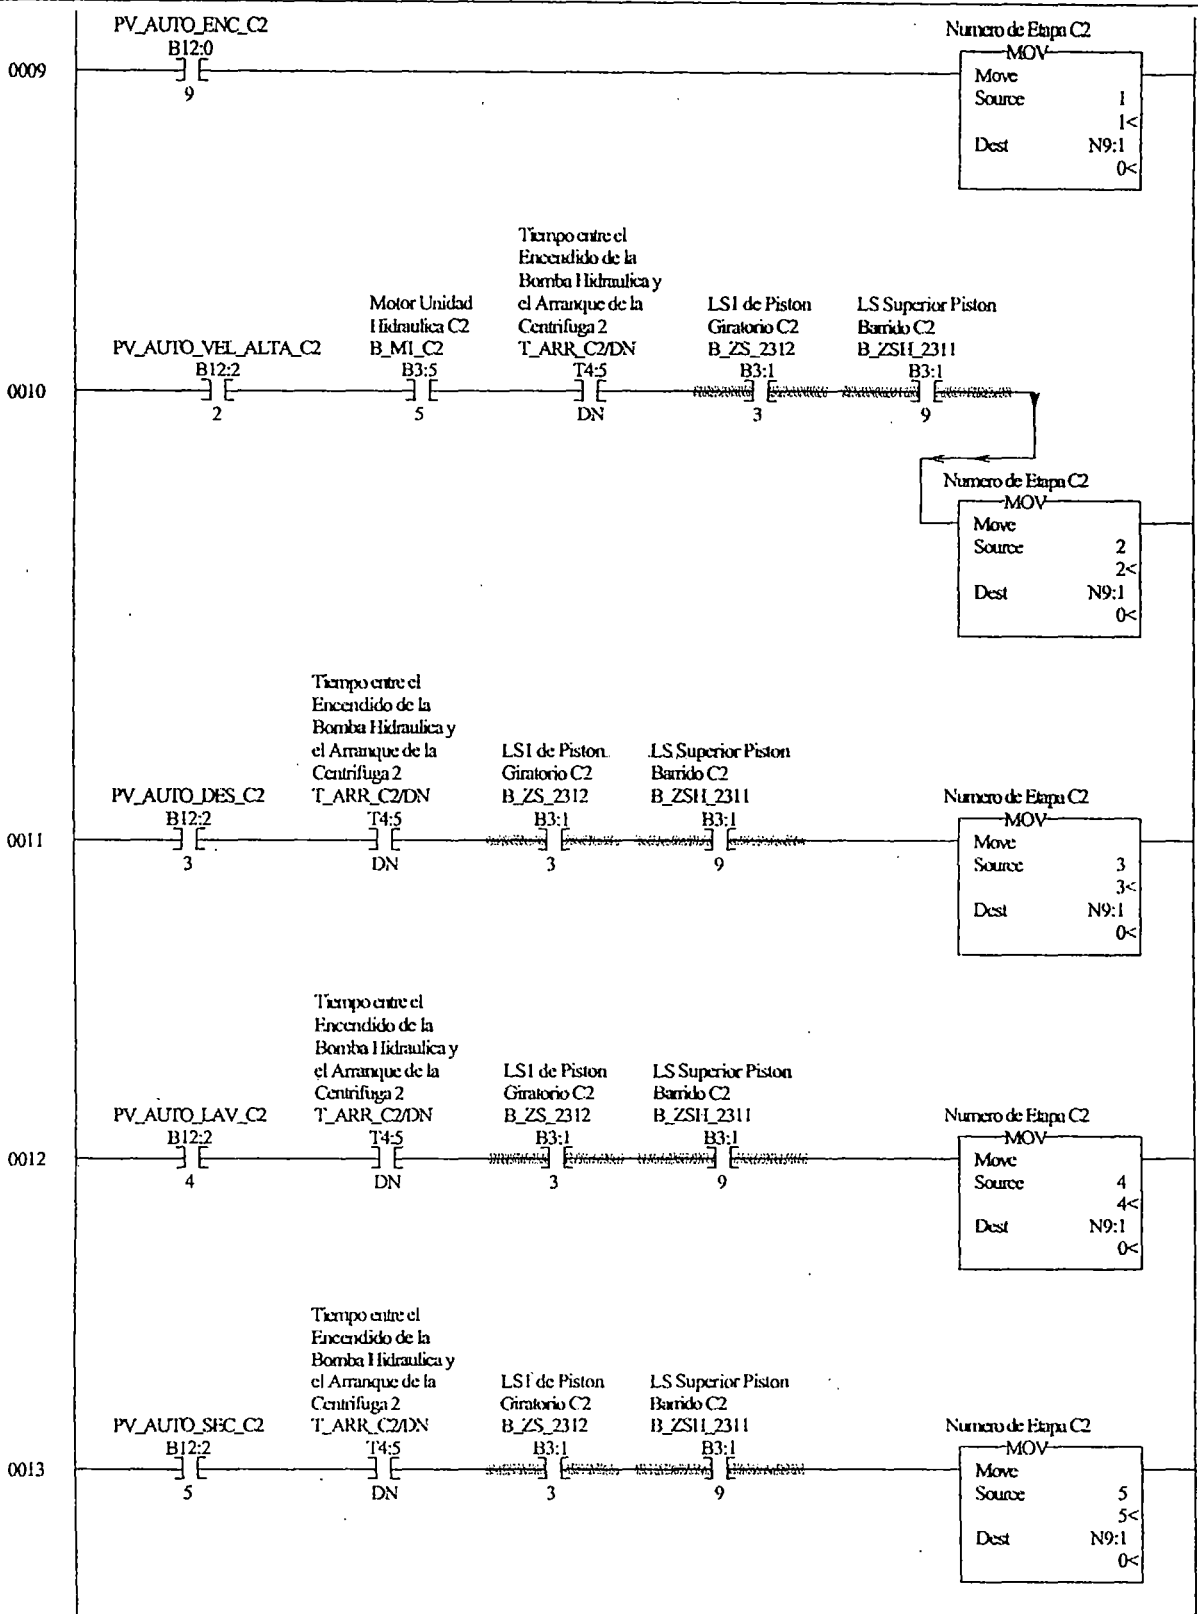 PV_AUTO_ENC_C2
B12:0
9
0009
Numero de Etapa C2
MOV
Move
Source 1
1<
Dest N9:1
0<
Tiempo entre el
Encendido de la
Bomba Hidraulica y
el Arranque de la
Centrifuga 2
T_ARR_C2/DN
T4:5
DN
Motor Unidad
Hidraulica C2
B_M1_C2
B3:5
5
LS1 de Piston
Giratorio C2
B_ZS_2312
B3:1
3
LS Superior Piston
Barrido C2
B_ZSH_2311
B3:1
9
PV_AUTO_VEL_ALTA_C2
B12:2
2
0010
Numero de Etapa C2
MOV
Move
Source 2
2<
Dest N9:1
0<
Tiempo entre el
Encendido de la
Bomba Hidraulica y
el Arranque de la
Centrifuga 2
T_ARR_C2/DN
T4:5
DN
LS1 de Piston
Giratorio C2
B_ZS_2312
B3:1
3
LS Superior Piston
Barrido C2
B_ZSH_2311
B3:1
9
PV_AUTO_DES_C2
B12:2
3
0011
Numero de Etapa C2
MOV
Move
Source 3
3<
Dest N9:1
0<
Tiempo entre el
Encendido de la
Bomba Hidraulica y
el Arranque de la
Centrifuga 2
T_ARR_C2/DN
T4:5
DN
LS1 de Piston
Giratorio C2
B_ZS_2312
B3:1
3
LS Superior Piston
Barrido C2
B_ZSH_2311
B3:1
9
PV_AUTO_LAV_C2
B12:2
4
0012
Numero de Etapa C2
MOV
Move
Source 4
4<
Dest N9:1
0<
Tiempo entre el
Encendido de la
Bomba Hidraulica y
el Arranque de la
Centrifuga 2
T_ARR_C2/DN
T4:5
DN
LS1 de Piston
Giratorio C2
B_ZS_2312
B3:1
3
LS Superior Piston
Barrido C2
B_ZSH_2311
B3:1
9
PV_AUTO_SEC_C2
B12:2
5
0013
Numero de Etapa C2
MOV
Move
Source 5
5<
Dest N9:1
0<